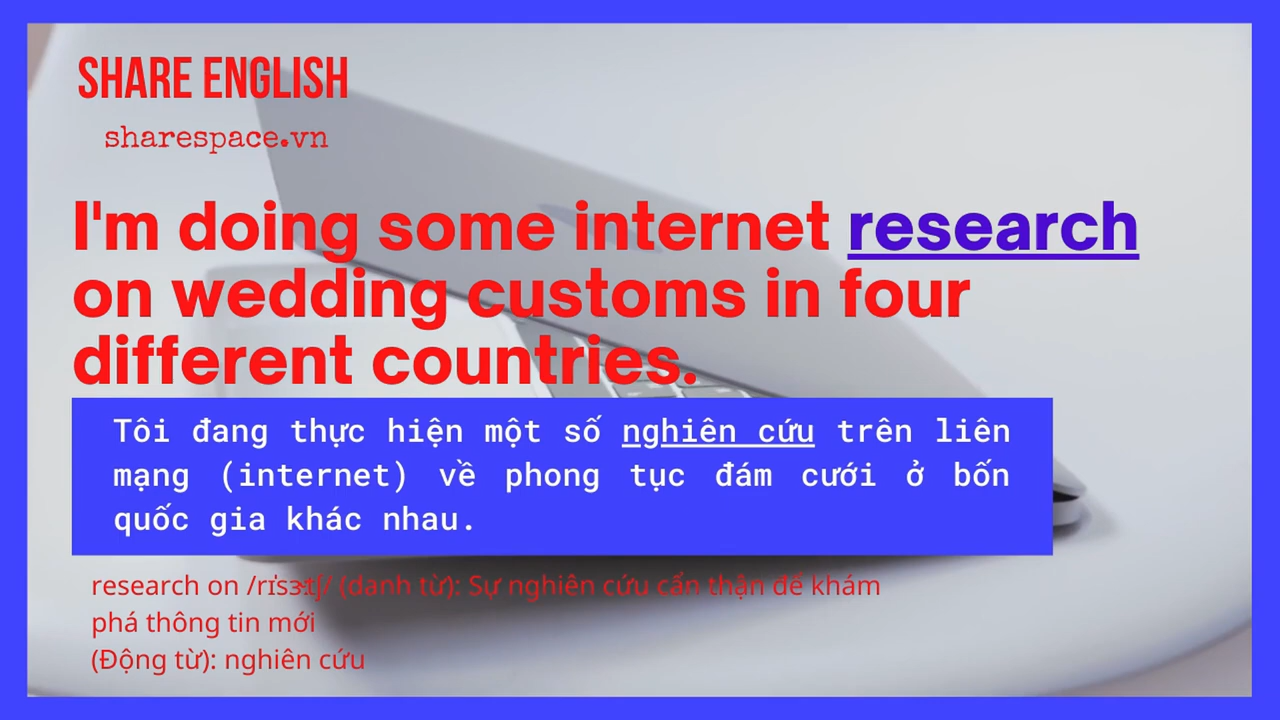 SHARE ENGLISH
sharespace.vn
I'm doing some internet research
on wedding customs in four
different countries.
Tôi đang thực hiện một số nghiên cứu trên liên
mạng (internet) về phong tục đám cưới ở bốn
quốc gia khác nhau.
research on /rɪˈsɝtʃ/ (danh từ): Sự nghiên cứu cẩn thận để khám
phá thông tin mới
(Động từ): nghiên cứu